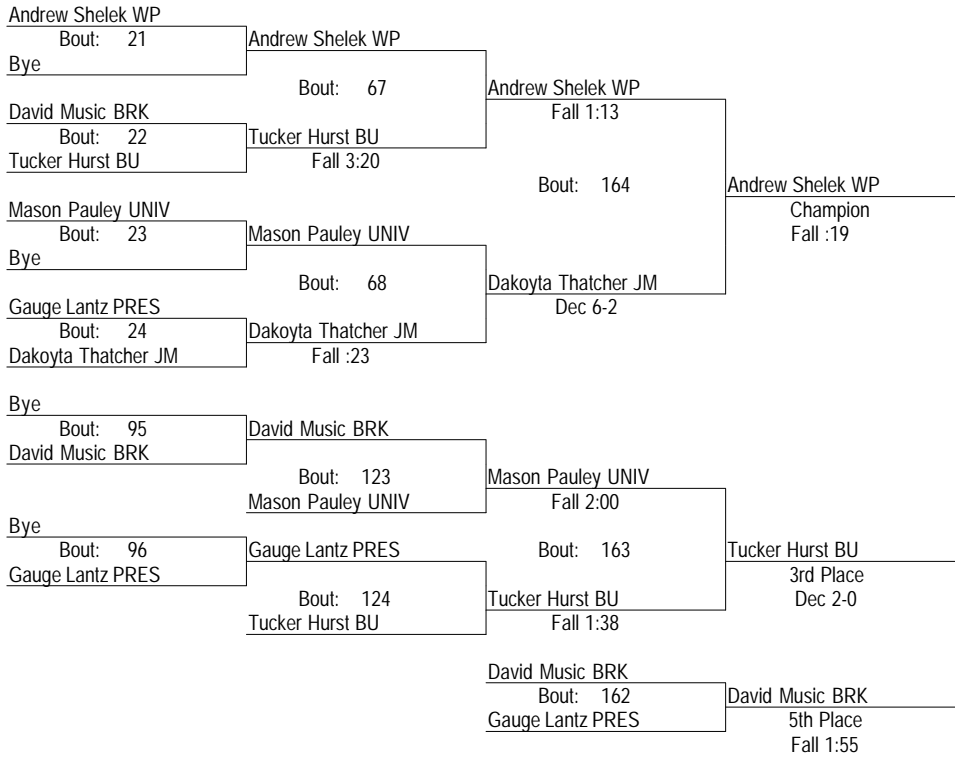 Andrew Shelek WP
Bout: 21
Andrew Shelek WP
Bye
Bout: 67
Andrew Shelek WP
David Music BRK
Fall 1:13
Bout: 22
Tucker Hurst BU
Tucker Hurst BU
Fall 3:20
Bout: 164
Andrew Shelek WP
Mason Pauley UNIV
Champion
Bout: 23
Mason Pauley UNIV
Fall :19
Bye
Bout: 68
Dakoyta Thatcher JM
Gauge Lantz PRES
Dec 6-2
Bout: 24
Dakoyta Thatcher JM
Dakoyta Thatcher JM
Fall :23
Bye
Bout: 95
David Music BRK
David Music BRK
Bout: 123
Mason Pauley UNIV
Mason Pauley UNIV
Fall 2:00
Bye
Bout: 96
Gauge Lantz PRES
Bout: 163
Tucker Hurst BU
Gauge Lantz PRES
3rd Place
Bout: 124
Tucker Hurst BU
Dec 2-0
Tucker Hurst BU
Fall 1:38
David Music BRK
Bout: 162
David Music BRK
Gauge Lantz PRES
5th Place
Fall 1:55